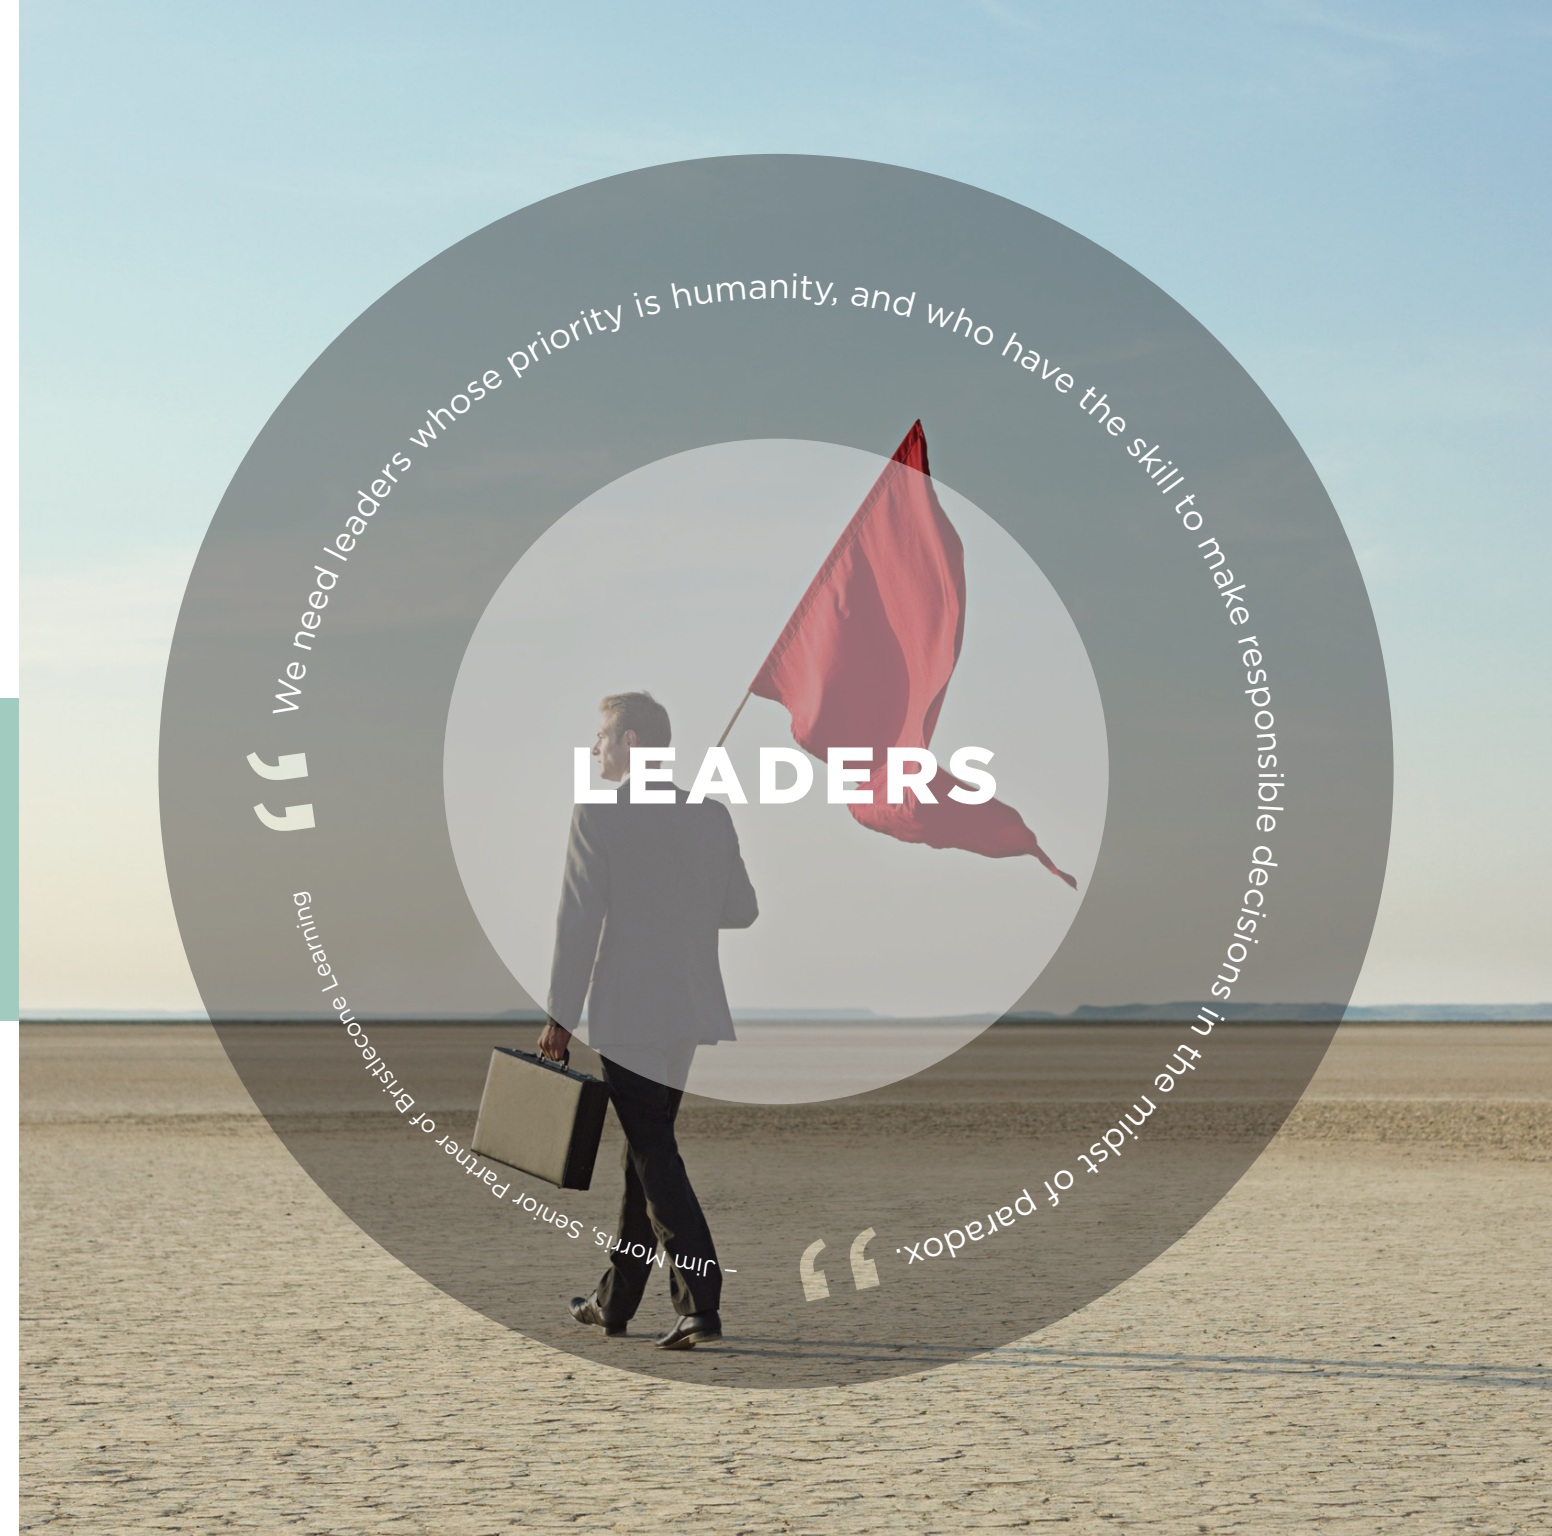 “ We need leaders whose priority is humanity, and who have the skill to make responsible decisions in the midst of paradox. ”
– Jim Morris, Senior Partner of Bristlecone Learning
LEADERS